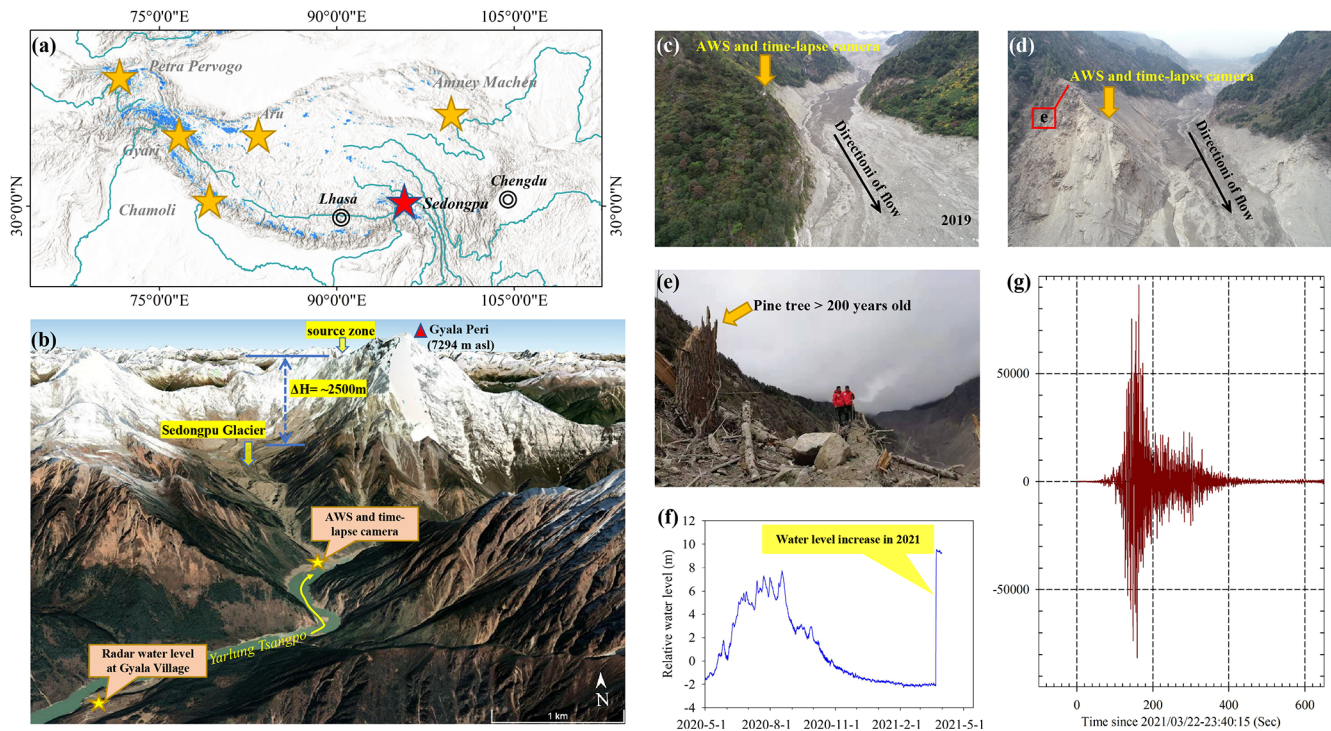 (a)
75°0'0"E 90°0'0"E 105°0'0"E
Petra Pervogo
Amney Machen
Aru
Gyari
Chamoli
Lhasa
Sedongpu
Chengdu
30°0'0"N
30°0'0"N
75°0'0"E 90°0'0"E 105°0'0"E
(b)
source zone
Gyala Peri
(7294 m asl)
ΔH= ~2500m
Sedongpu Glacier
AWS and time-
lapse camera
Yarlung Tsangpo
Radar water level
at Gyala Village
N
1 km
(c)
AWS and time-lapse camera
Directioni of flow
2019
(d)
AWS and time-lapse camera
e
Directioni of flow
(e)
Pine tree > 200 years old
(f)
Relative water level (m)
12
10
8
6
4
2
0
-2
-4
Water level increase in 2021
2020-5-1 2020-8-1 2020-11-1 2021-2-1 2021-5-1
(g)
50000
0
-50000
0 200 400 600
Time since 2021/03/22-23:40:15 (Sec)